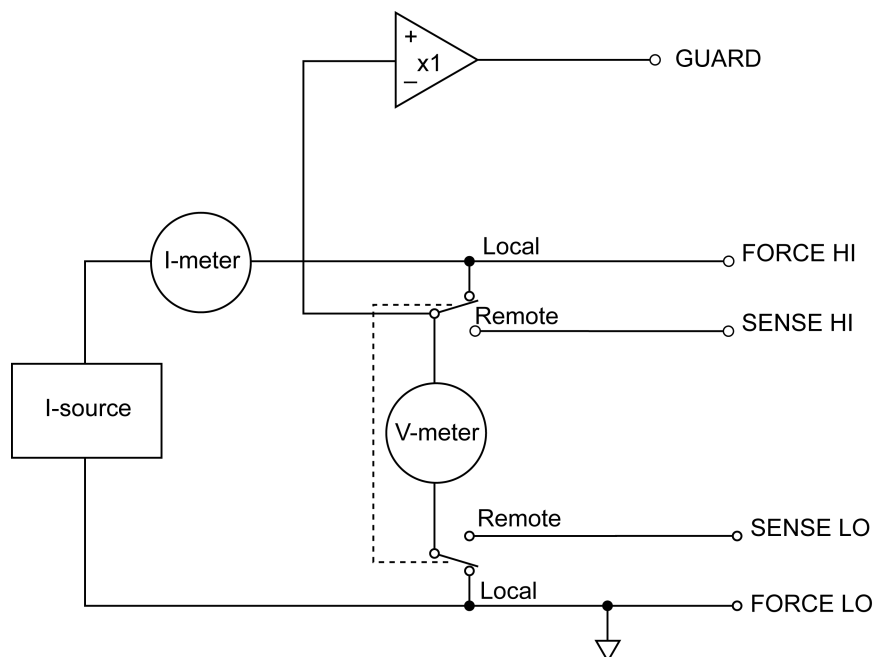 +
x1
–
GUARD
I-meter
Local
FORCE HI
Remote
SENSE HI
I-source
V-meter
Remote
SENSE LO
Local
FORCE LO